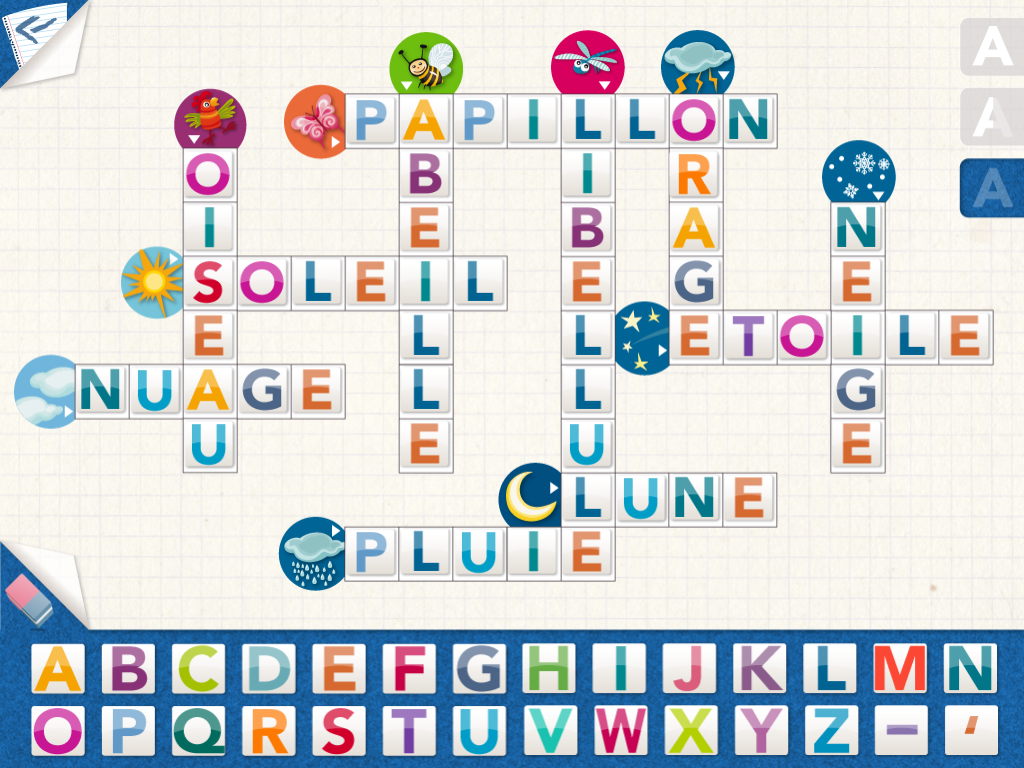 A
PAPILLON
ABEILLE
LIBELLULE
ORAGE
A
OISEAU
A
NEIGE
SOLEIL
ETOILE
NUAGE
LUNE
PLUIE
A B C D E F G H I J K L M N
O P Q R S T U V W X Y Z - '